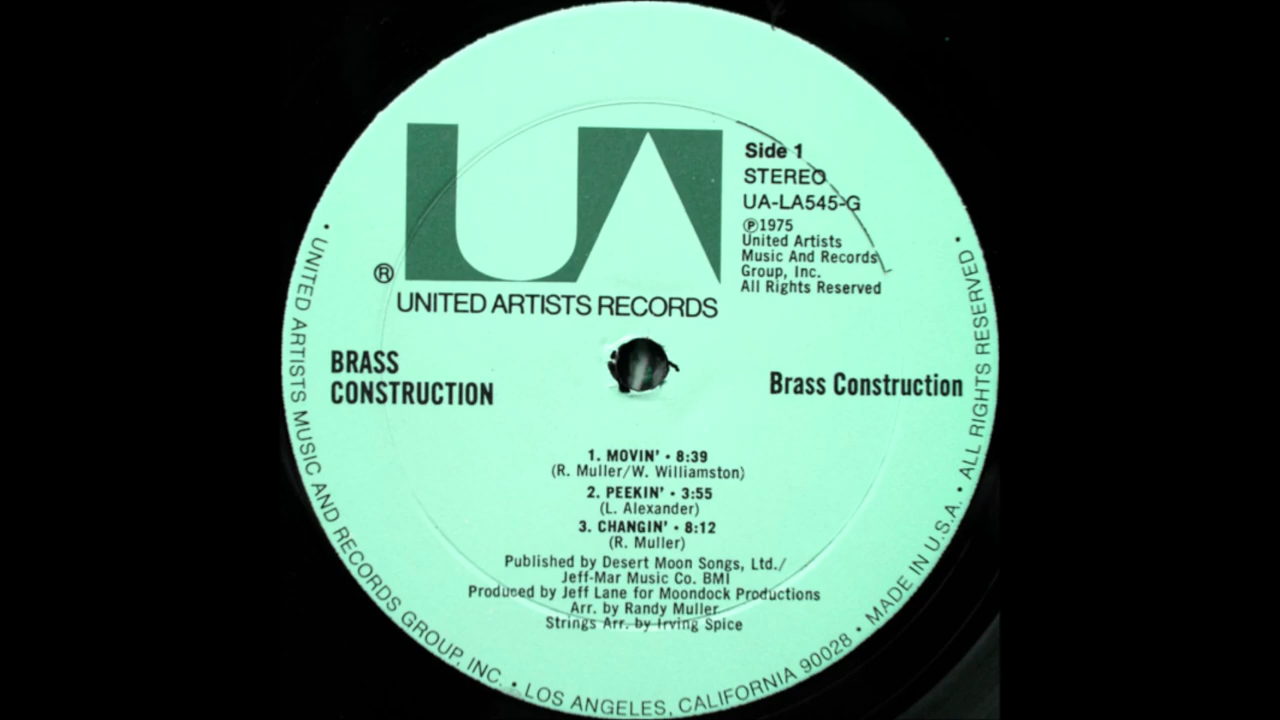 UA
®
UNITED ARTISTS RECORDS
Side 1
STEREO
UA-LA545-G
Ⓟ1975
United Artists
Music And Records
Group, Inc.
All Rights Reserved
BRASS
CONSTRUCTION
Brass Construction
1. MOVIN' • 8:39
(R. Muller/W. Williamston)
2. PEEKIN' • 3:55
(L. Alexander)
3. CHANGIN' • 8:12
(R. Muller)
Published by Desert Moon Songs, Ltd./
Jeff-Mar Music Co. BMI
Produced by Jeff Lane for Moondock Productions
Arr. by Randy Muller
Strings Arr. by Irving Spice
• UNITED ARTISTS MUSIC AND RECORDS GROUP, INC. • LOS ANGELES, CALIFORNIA 90028 • MADE IN U.S.A. • ALL RIGHTS RESERVED •